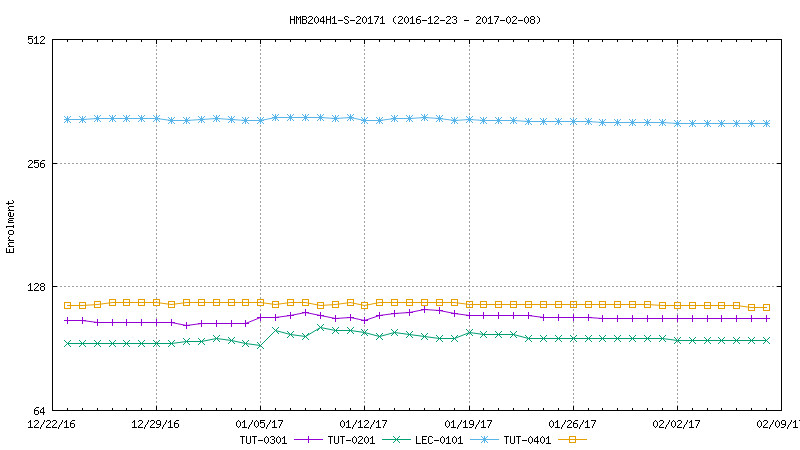 HMB204H1-S-20171 (2016-12-23 - 2017-02-08)
512
256
128
64
Enrolment
12/22/16 12/29/16 01/05/17 01/12/17 01/19/17 01/26/17 02/02/17 02/09/17
TUT-0301 TUT-0201 LEC-0101 TUT-0401